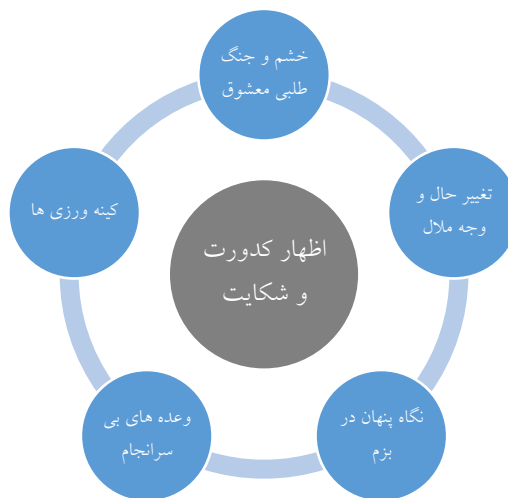 خشم و جنگ
طلبی معشوق
تغییر حال و
وجه ملال
نگاه پنهان در
بزم
وعده های بی
سرانجام
کینه ورزی ها
اظهار کدورت
و شکایت